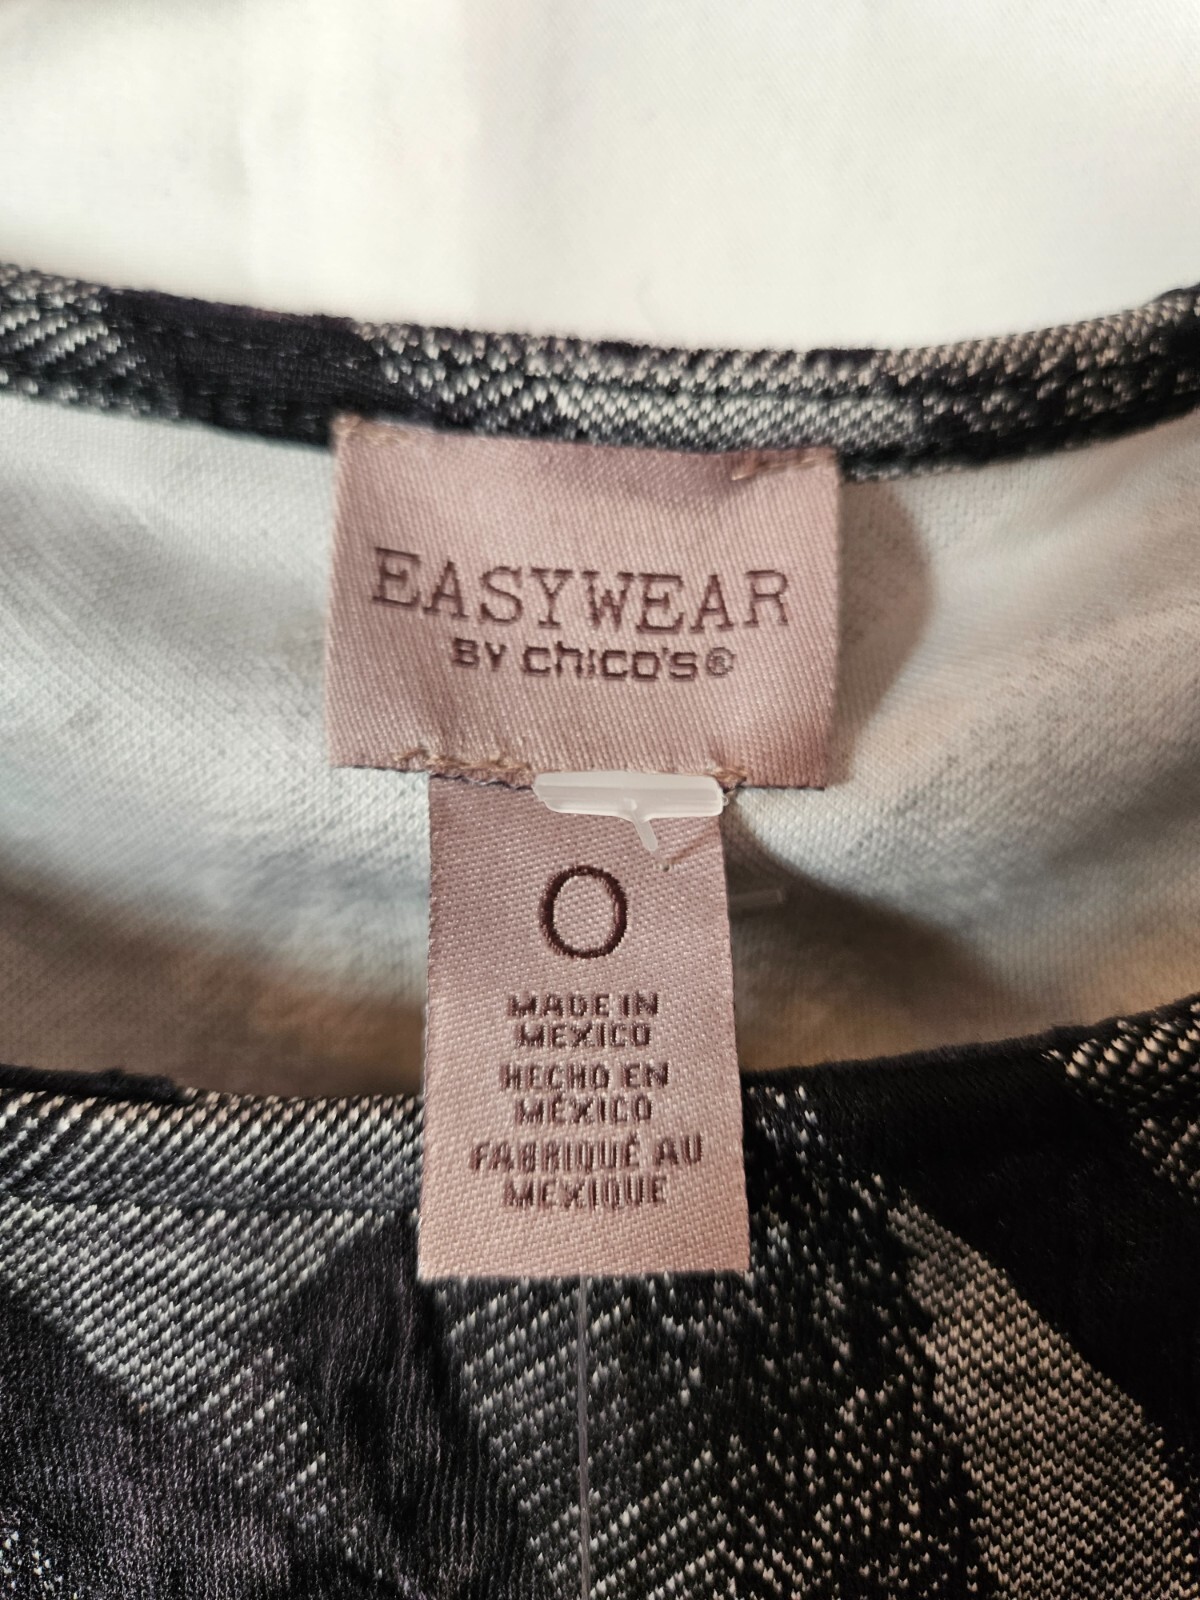 EASYWEAR
BY chico's®
0
MADE IN
MEXICO
HECHO EN
MÉXICO
FABRIQUÉ AU
MEXIQUE